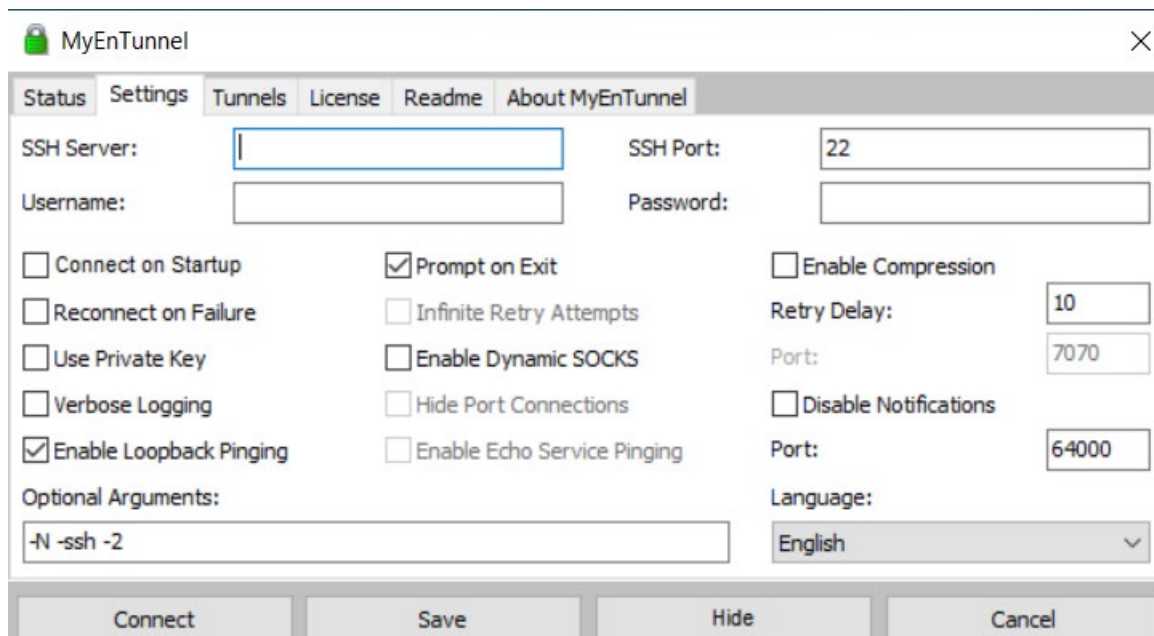 MyEnTunnel
Status Settings Tunnels License Readme About MyEnTunnel
SSH Server: SSH Port: 22
Username: Password:
Connect on Startup Prompt on Exit Enable Compression
Reconnect on Failure Infinite Retry Attempts Retry Delay: 10
Use Private Key Enable Dynamic SOCKS Port: 7070
Verbose Logging Hide Port Connections Disable Notifications
Enable Loopback Pinging Enable Echo Service Pinging Port: 64000
Optional Arguments: Language:
-N -ssh -2 English
Connect Save Hide Cancel